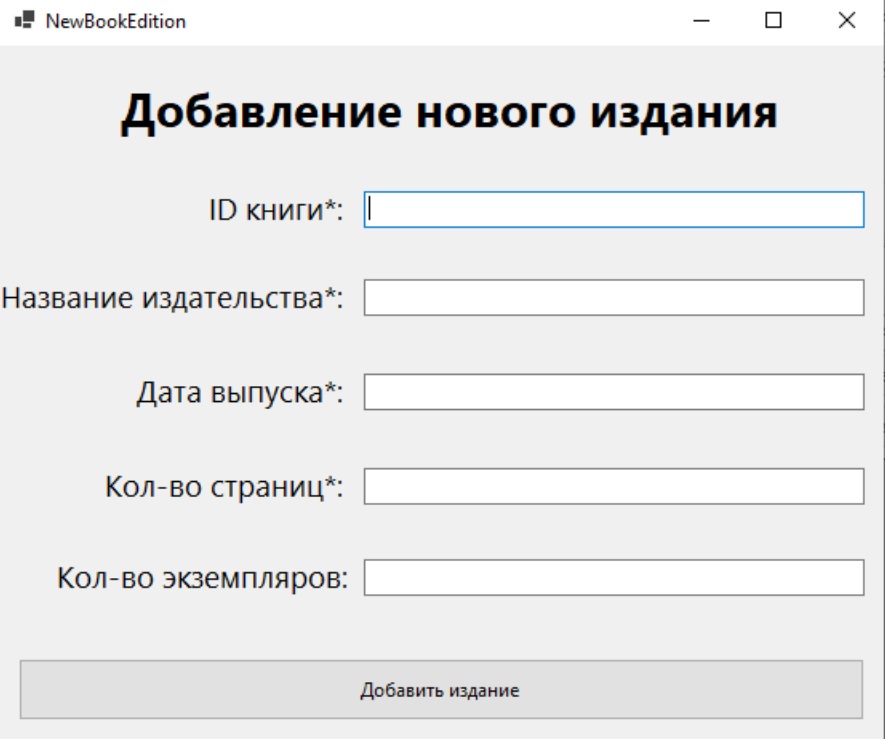 NewBookEdition
Добавление нового издания
ID книги*:
Название издательства*:
Дата выпуска*:
Кол-во страниц*:
Кол-во экземпляров:
Добавить издание